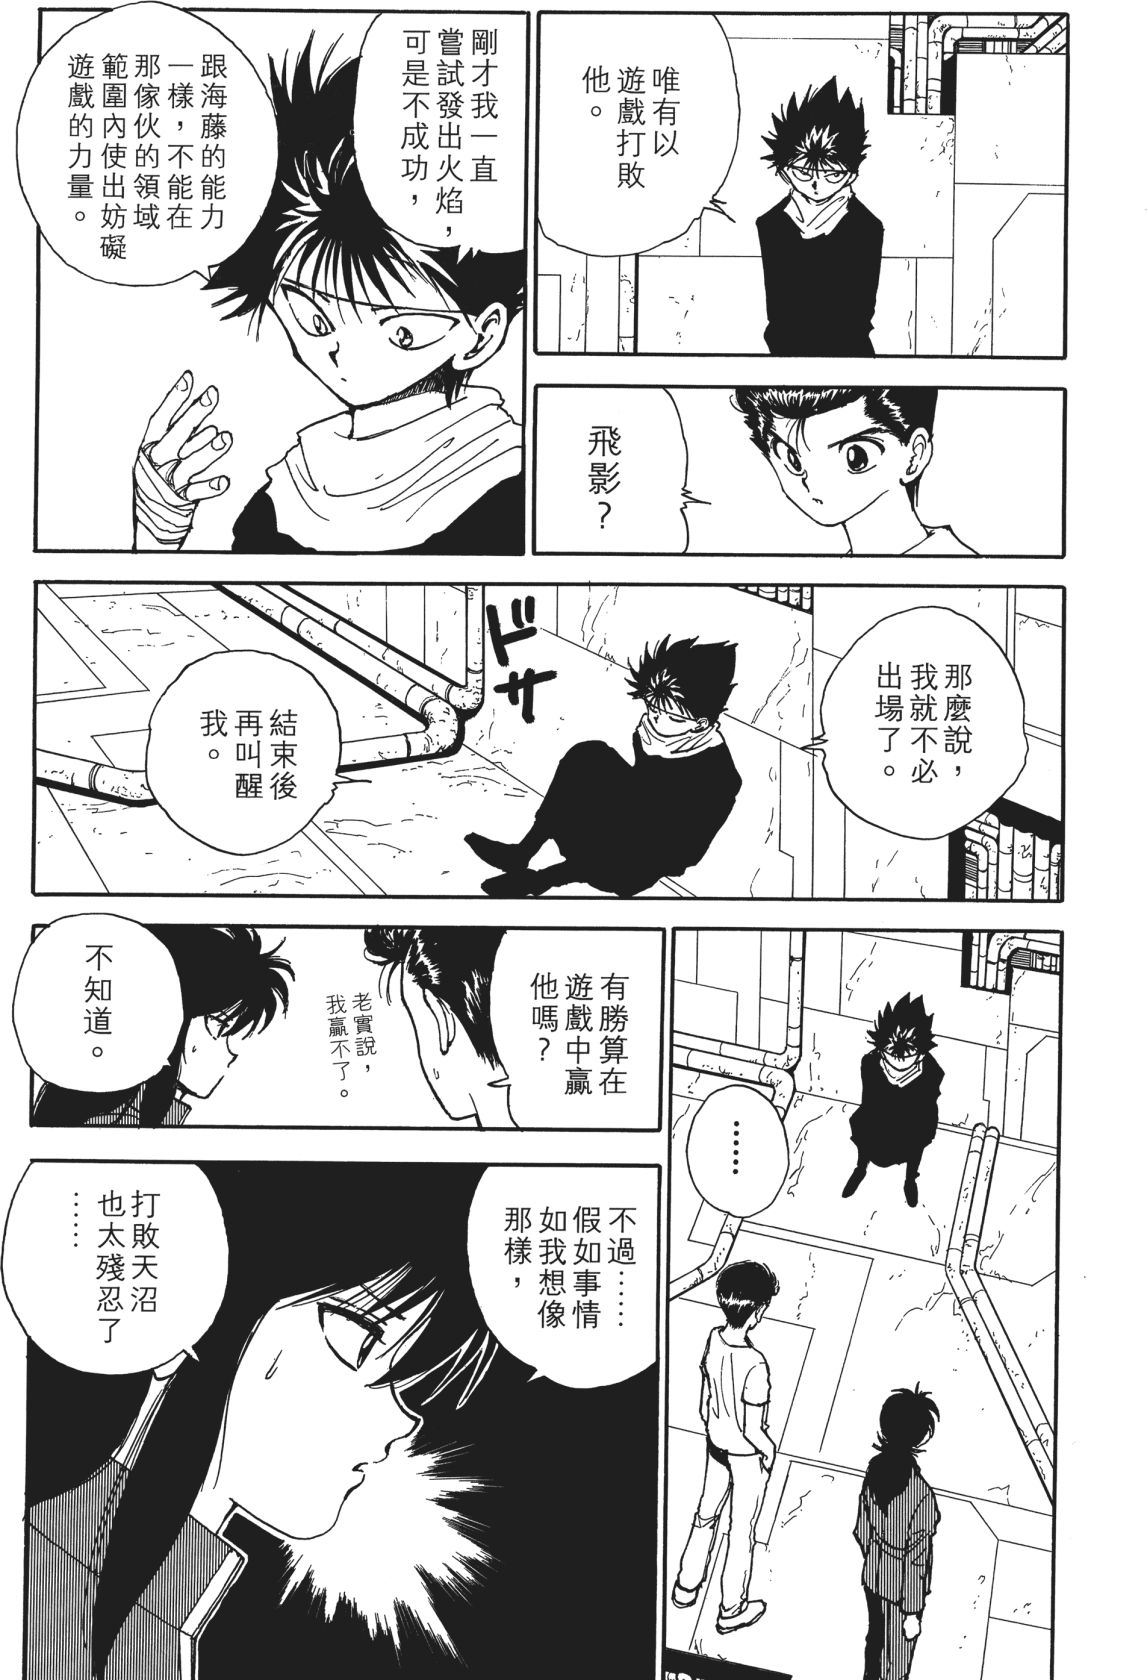 唯有以
遊戲打敗
他。
飛影？
剛才我一直
嘗試發出火焰，
可是不成功，
跟海藤的能力
一樣，不能在
那傢伙的領域
範圍內使出妨礙
遊戲的力量。
那麼說，
我就不必
出場了。
ドサ
結束後
再叫醒
我。
……
有勝算在
遊戲中贏
他嗎？
老實說，
我贏不了。
不知道。
不過……
假如事情
如我想像
那樣，
打敗天沼
也太殘忍了
……